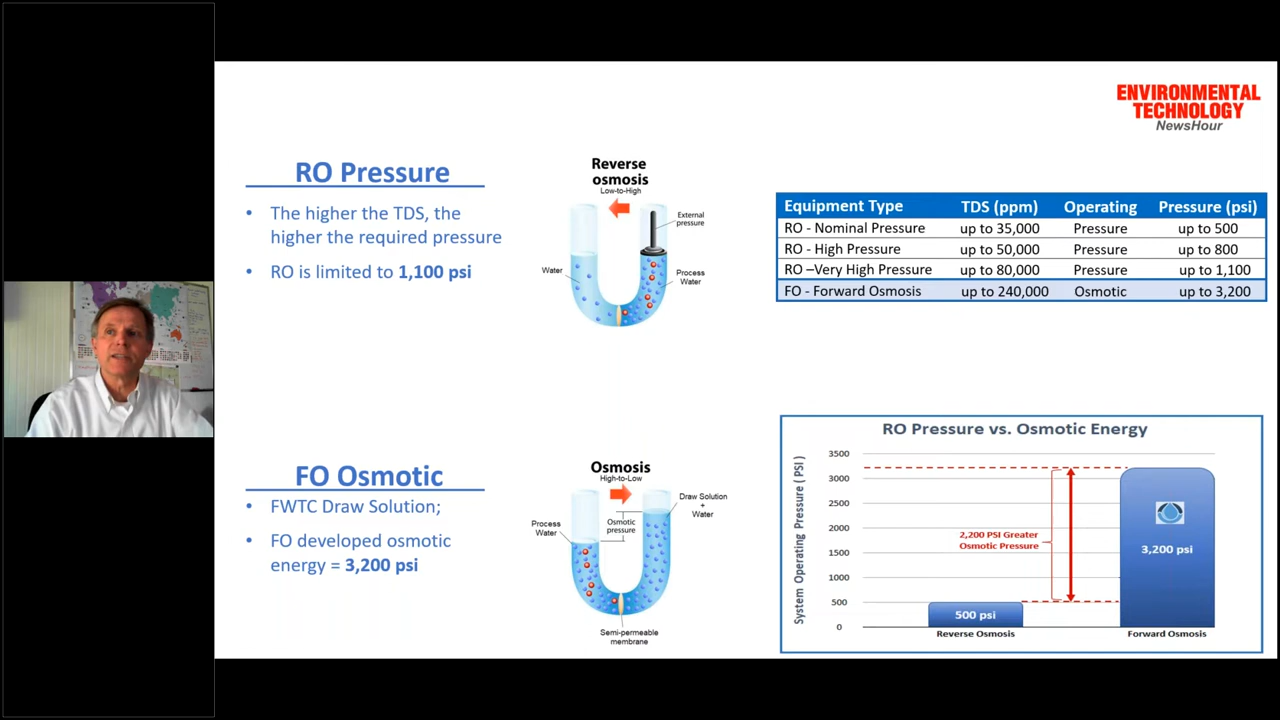 ENVIRONMENTAL
TECHNOLOGY
NewsHour
RO Pressure
• The higher the TDS, the
higher the required pressure
• RO is limited to 1,100 psi
Reverse
osmosis
Low-to-High
External
pressure
Water
Process
Water
Equipment Type TDS (ppm) Operating Pressure (psi)
RO - Nominal Pressure up to 35,000 Pressure up to 500
RO - High Pressure up to 50,000 Pressure up to 800
RO –Very High Pressure up to 80,000 Pressure up to 1,100
FO - Forward Osmosis up to 240,000 Osmotic up to 3,200
FO Osmotic
• FWTC Draw Solution;
• FO developed osmotic
energy = 3,200 psi
Osmosis
High-to-Low
Draw Solution
+
Water
Process
Water
Osmotic
pressure
Semi-permeable
membrane
RO Pressure vs. Osmotic Energy
System Operating Pressure ( PSI)
3500
3000
2500
2000
1500
1000
500
0
2,200 PSI Greater
Osmotic Pressure
3,200 psi
500 psi
Reverse Osmosis
Forward Osmosis